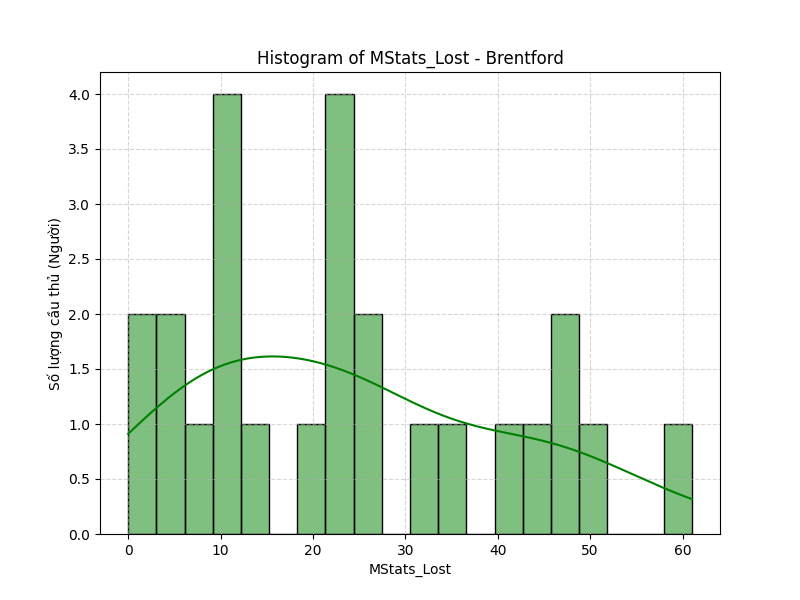 Histogram of MStats_Lost - Brentford
Số lượng cầu thủ (Người)
4.0
3.5
3.0
2.5
2.0
1.5
1.0
0.5
0.0
0 10 20 30 40 50 60
MStats_Lost